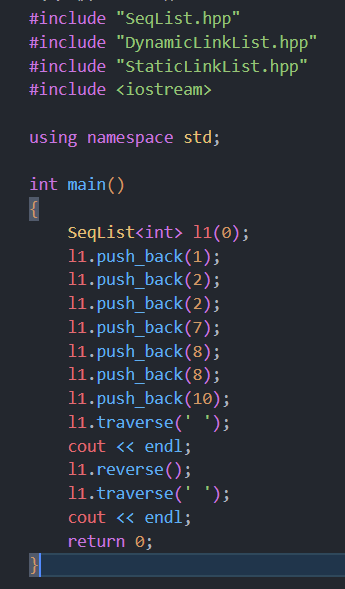 #include "SeqList.hpp"
#include "DynamicLinkList.hpp"
#include "StaticLinkList.hpp"
#include <iostream>

using namespace std;

int main()
{
    SeqList<int> l1(0);
    l1.push_back(1);
    l1.push_back(2);
    l1.push_back(2);
    l1.push_back(7);
    l1.push_back(8);
    l1.push_back(8);
    l1.push_back(10);
    l1.traverse(' ');
    cout << endl;
    l1.reverse();
    l1.traverse(' ');
    cout << endl;
    return 0;
}